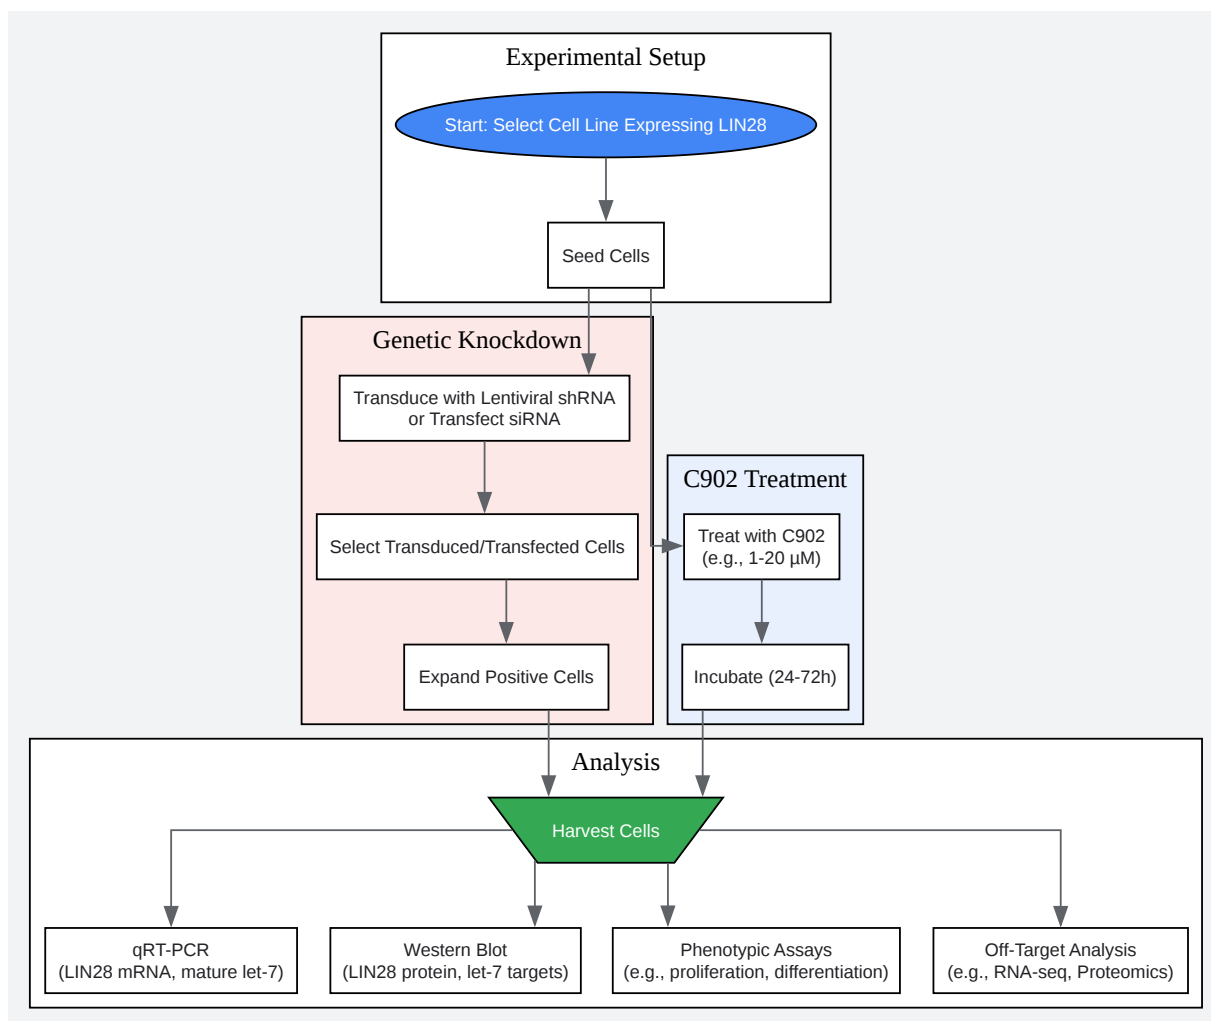 Experimental Setup
Start: Select Cell Line Expressing LIN28
Seed Cells
Genetic Knockdown
Transduce with Lentiviral shRNA
or Transfect siRNA
Select Transduced/Transfected Cells
Expand Positive Cells
C902 Treatment
Treat with C902
(e.g., 1-20 µM)
Incubate (24-72h)
Analysis
Harvest Cells
qRT-PCR
(LIN28 mRNA, mature let-7)
Western Blot
(LIN28 protein, let-7 targets)
Phenotypic Assays
(e.g., proliferation, differentiation)
Off-Target Analysis
(e.g., RNA-seq, Proteomics)